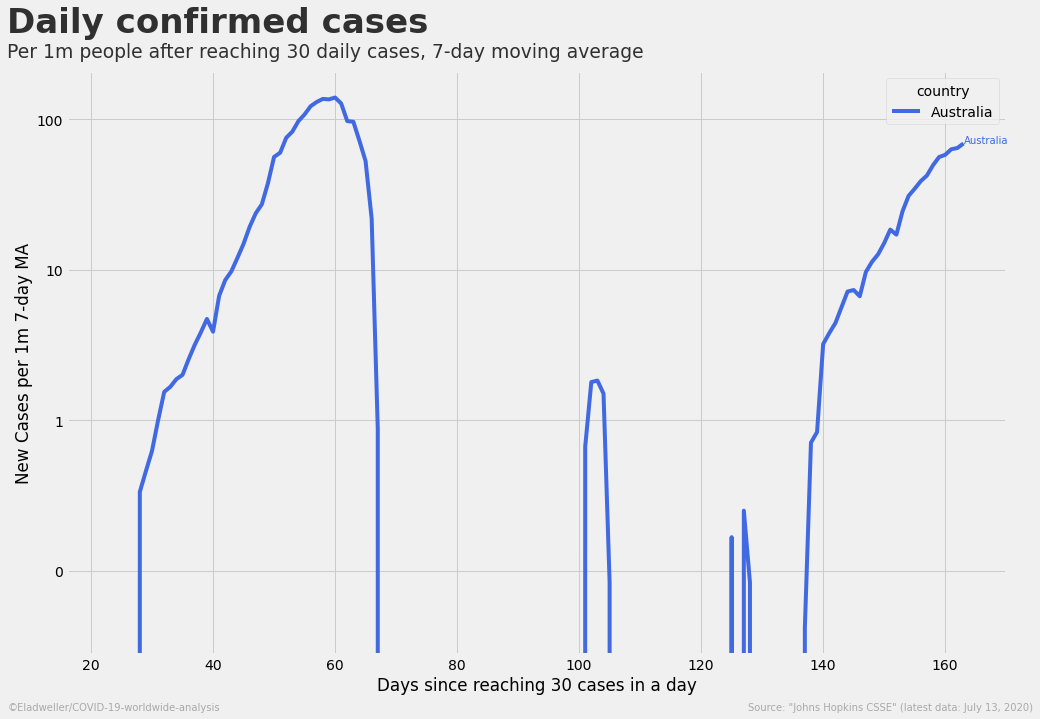 Daily confirmed cases
Per 1m people after reaching 30 daily cases, 7-day moving average
country
Australia
Australia
New Cases per 1m 7-day MA
100
10
1
0
20 40 60 80 100 120 140 160
Days since reaching 30 cases in a day
©Eladweller/COVID-19-worldwide-analysis
Source: "Johns Hopkins CSSE" (latest data: July 13, 2020)